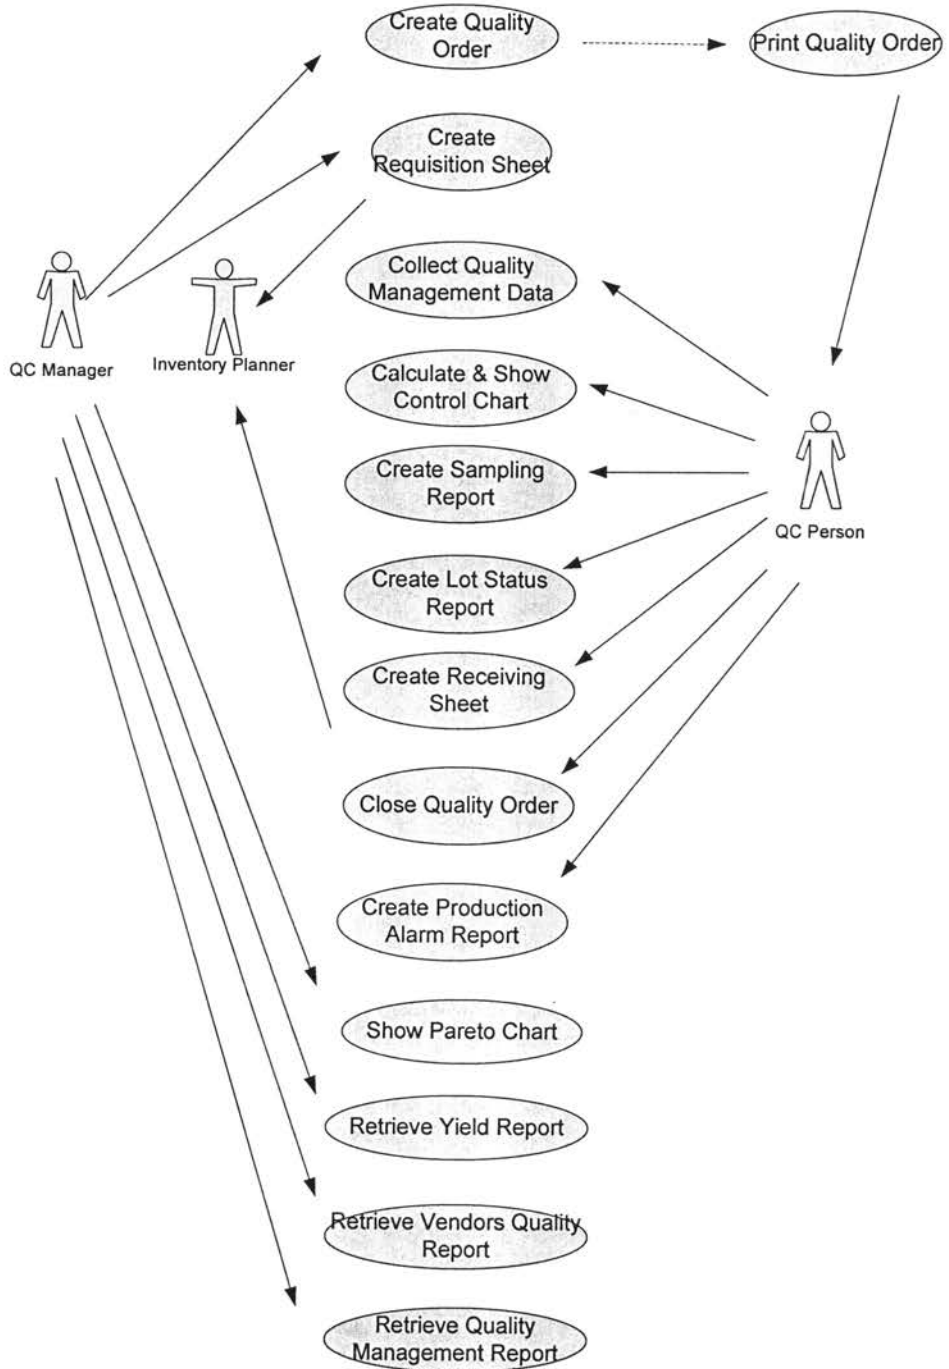 Create Quality
Order
Print Quality Order
Create
Requisition Sheet
Collect Quality
Management Data
QC Manager
Inventory Planner
Calculate & Show
Control Chart
Create Sampling
Report
QC Person
Create Lot Status
Report
Create Receiving
Sheet
Close Quality Order
Create Production
Alarm Report
Show Pareto Chart
Retrieve Yield Report
Retrieve Vendors Quality
Report
Retrieve Quality
Management Report